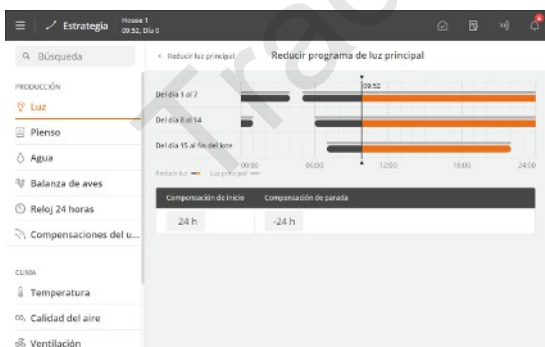 Estrategia
House 1
09:52, Día 0
Búsqueda
Reducir luz principal
Reducir programa de luz principal
PRODUCCIÓN
Luz
Pienso
Agua
Balanza de aves
Reloj 24 horas
Compensaciones del u...
CLIMA
Temperatura
Calidad del aire
Ventilación
09:52
Del día 1 al 7
Del día 8 al 14
Del día 15 al fin del lote
00:00 06:00 12:00 18:00 24:00
Reducir luz Luz principal
Compensación de inicio Compensación de parada
24 h -24 h
Trac